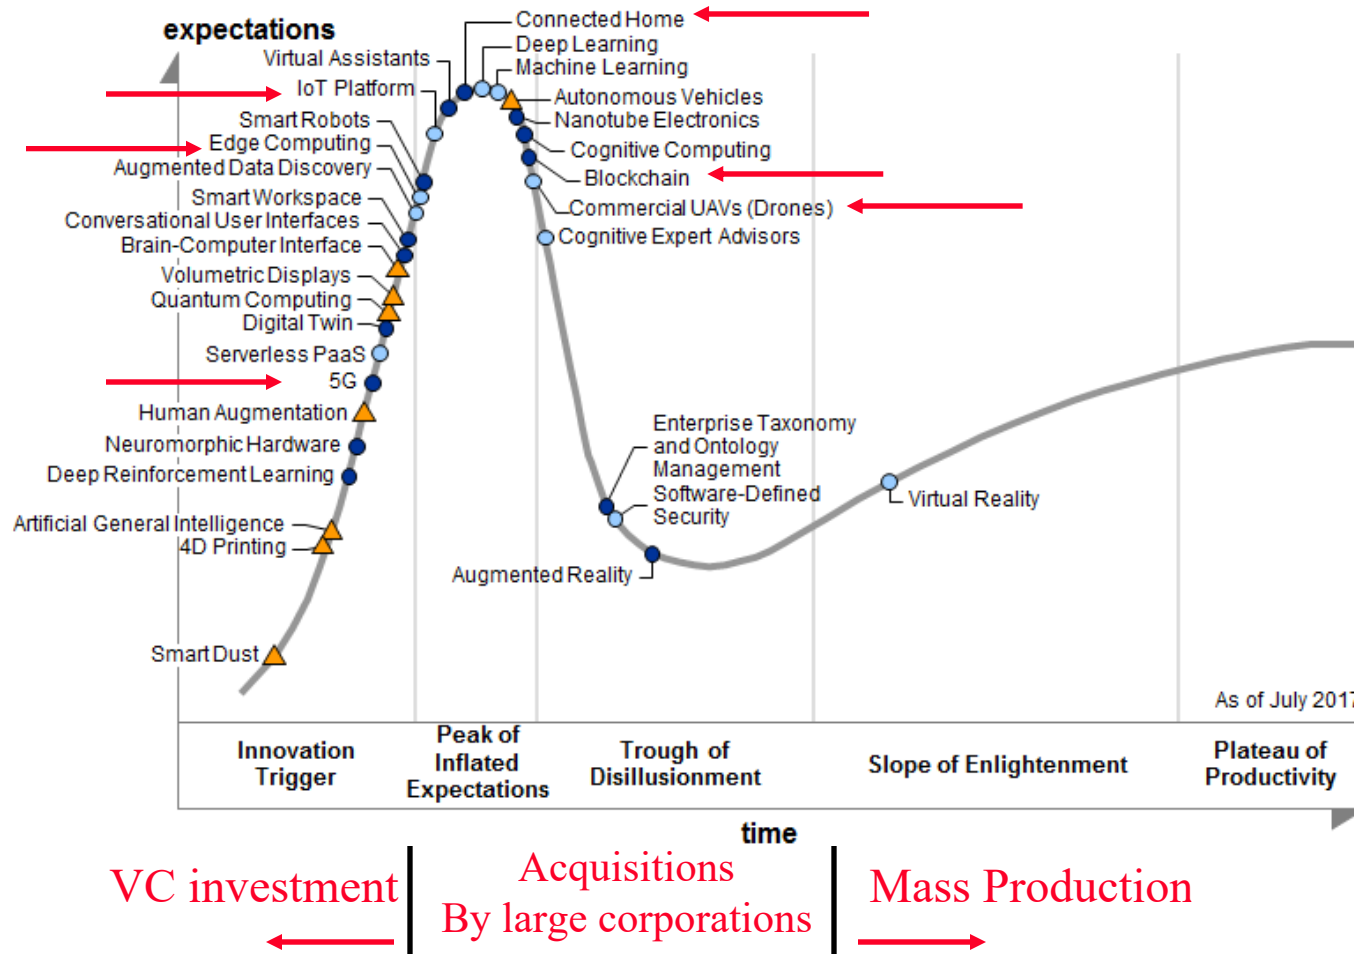 expectations
Connected Home
Deep Learning
Virtual Assistants
Machine Learning
IoT Platform
Autonomous Vehicles
Smart Robots
Nanotube Electronics
Edge Computing
Cognitive Computing
Augmented Data Discovery
Blockchain
Smart Workspace
Commercial UAVs (Drones)
Conversational User Interfaces
Cognitive Expert Advisors
Brain-Computer Interface
Volumetric Displays
Quantum Computing
Digital Twin
Serverless PaaS
5G
Human Augmentation
Neuromorphic Hardware
Deep Reinforcement Learning
Enterprise Taxonomy
and Ontology
Management
Software-Defined
Security
Virtual Reality
Artificial General Intelligence
4D Printing
Augmented Reality
Smart Dust
As of July 2017
Innovation
Trigger
Peak of
Inflated
Expectations
Trough of
Disillusionment
Slope of Enlightenment
Plateau of
Productivity
time
VC investment
Acquisitions
By large corporations
Mass Production